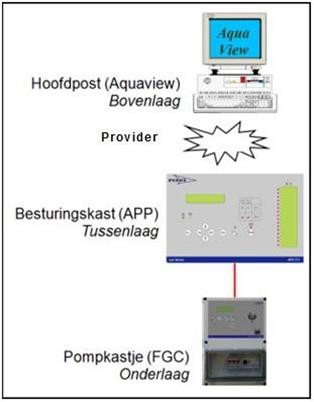 Aqua
View
Hoofdpost (Aquaview)
Bovenlaag
Provider
Besturingskast (APP)
Tussenlaag
Pompkastje (FGC)
Onderlaag